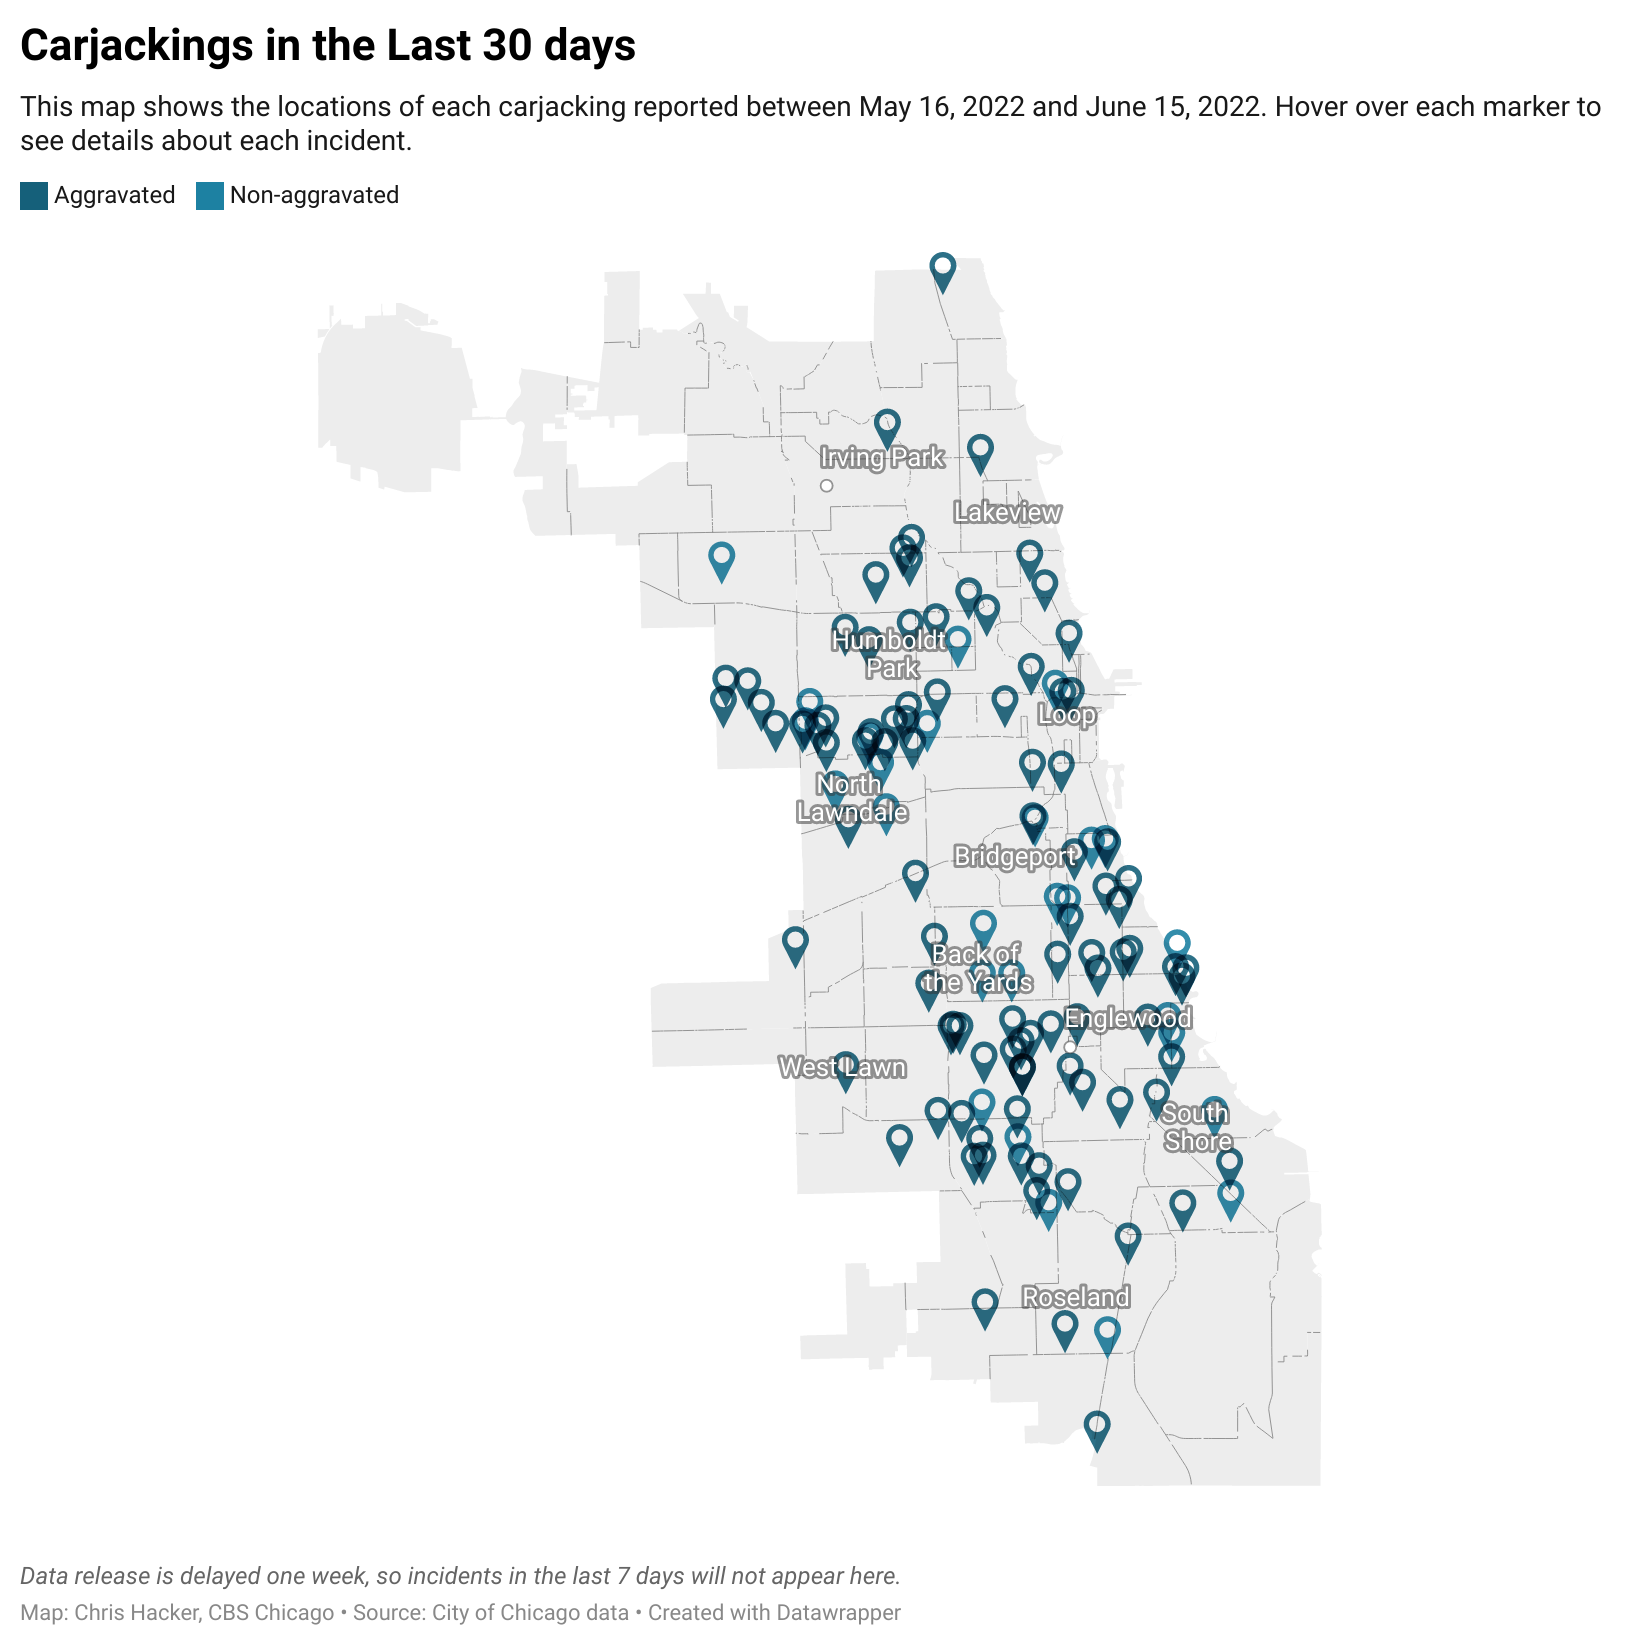 Carjackings in the Last 30 days
This map shows the locations of each carjacking reported between May 16, 2022 and June 15, 2022. Hover over each marker to
see details about each incident.
Aggravated Non-aggravated
Irving Park
Lakeview
Humboldt
Park
Loop
North
Lawndale
Bridgeport
Back of
the Yards
Englewood
West Lawn
South
Shore
Roseland
Data release is delayed one week, so incidents in the last 7 days will not appear here.
Map: Chris Hacker, CBS Chicago • Source: City of Chicago data • Created with Datawrapper